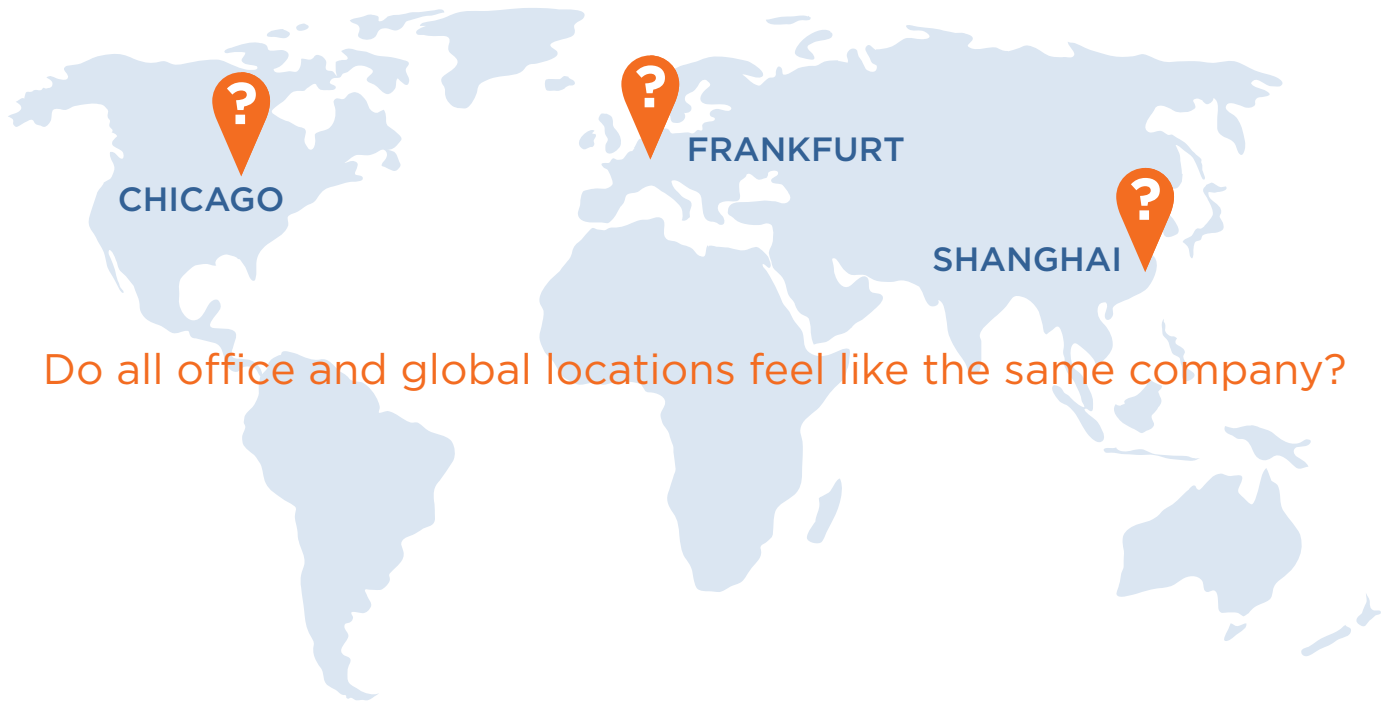 ?
?
FRANKFURT
CHICAGO
?
SHANGHAI
Do all office and global locations feel like the same company?